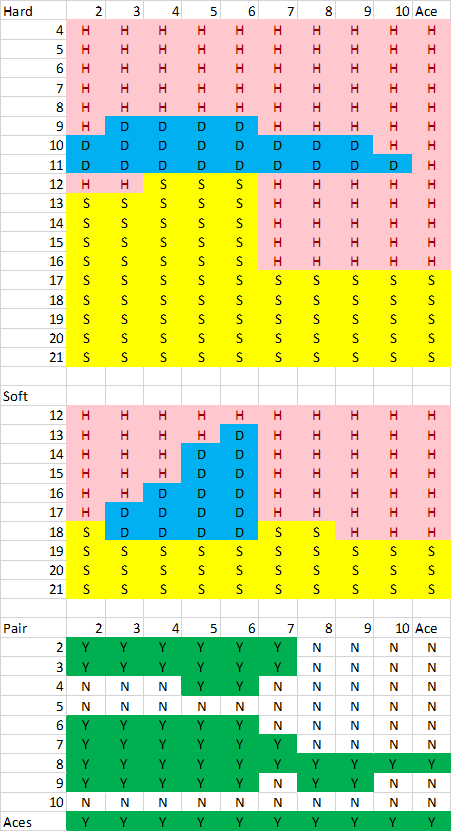 Hard 2 3 4 5 6 7 8 9 10 Ace
4 H H H H H H H H H H
5 H H H H H H H H H H
6 H H H H H H H H H H
7 H H H H H H H H H H
8 H H H H H H H H H H
9 H D D D D H H H H H
10 D D D D D D D D H H
11 D D D D D D D D D H
12 H H S S S H H H H H
13 S S S S S H H H H H
14 S S S S S H H H H H
15 S S S S S H H H H H
16 S S S S S H H H H H
17 S S S S S S S S S S
18 S S S S S S S S S S
19 S S S S S S S S S S
20 S S S S S S S S S S
21 S S S S S S S S S S
Soft
12 H H H H H H H H H H
13 H H H H D H H H H H
14 H H H D D H H H H H
15 H H H D D H H H H H
16 H H D D D H H H H H
17 H D D D D H H H H H
18 S D D D D S S H H H
19 S S S S S S S S S S
20 S S S S S S S S S S
21 S S S S S S S S S S
Pair 2 3 4 5 6 7 8 9 10 Ace
2 Y Y Y Y Y Y N N N N
3 Y Y Y Y Y Y N N N N
4 N N N Y Y N N N N N
5 N N N N N N N N N N
6 Y Y Y Y Y N N N N N
7 Y Y Y Y Y Y N N N N
8 Y Y Y Y Y Y Y Y Y Y
9 Y Y Y Y Y N Y Y N N
10 N N N N N N N N N N
Aces Y Y Y Y Y Y Y Y Y Y